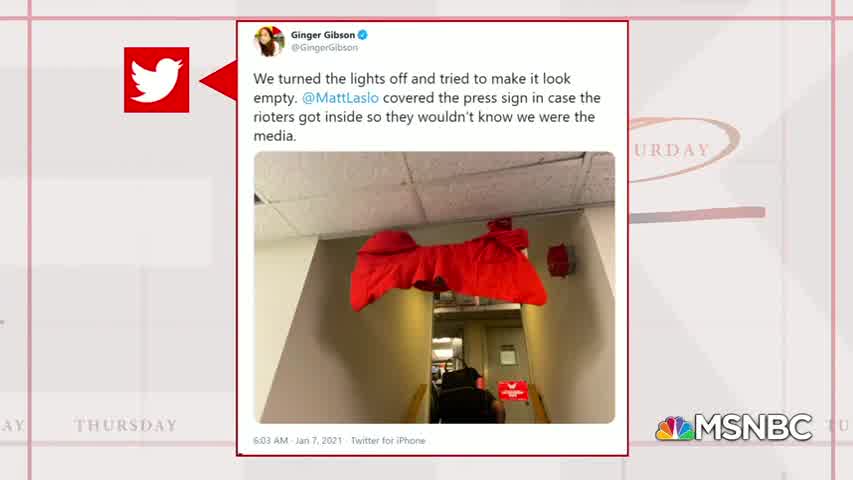 Ginger Gibson
@GingerGibson
We turned the lights off and tried to make it look
empty. @MattLaslo covered the press sign in case the
rioters got inside so they wouldn't know we were the
media.
URDAY
AY
THURSDAY
6:03 AM · Jan 7, 2021 · Twitter for iPhone
MSNBC
TU